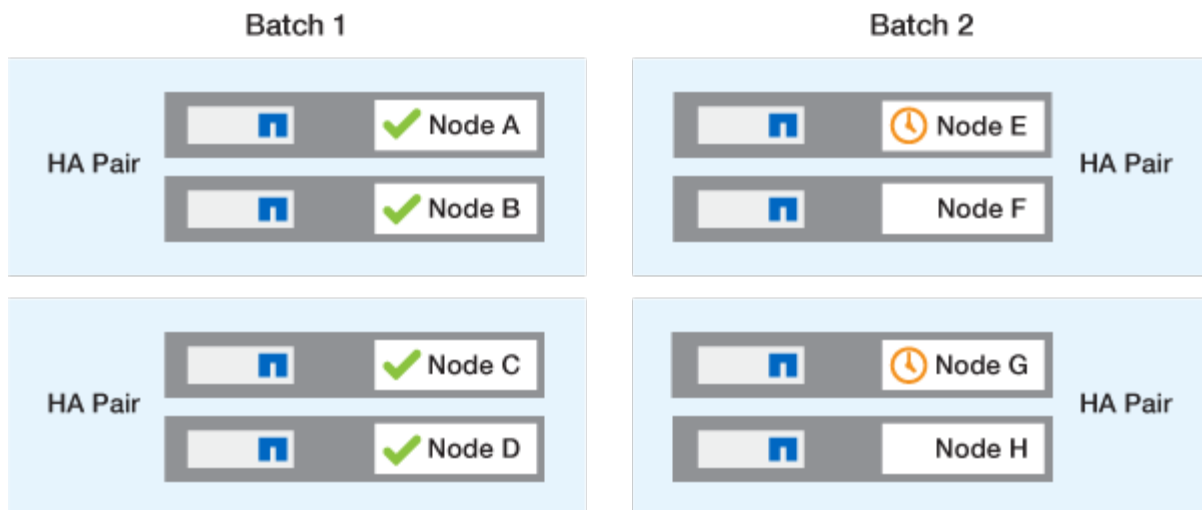 Batch 1
HA Pair
Node A
Node B
HA Pair
Node C
Node D
Batch 2
Node E
Node F
HA Pair
Node G
Node H
HA Pair